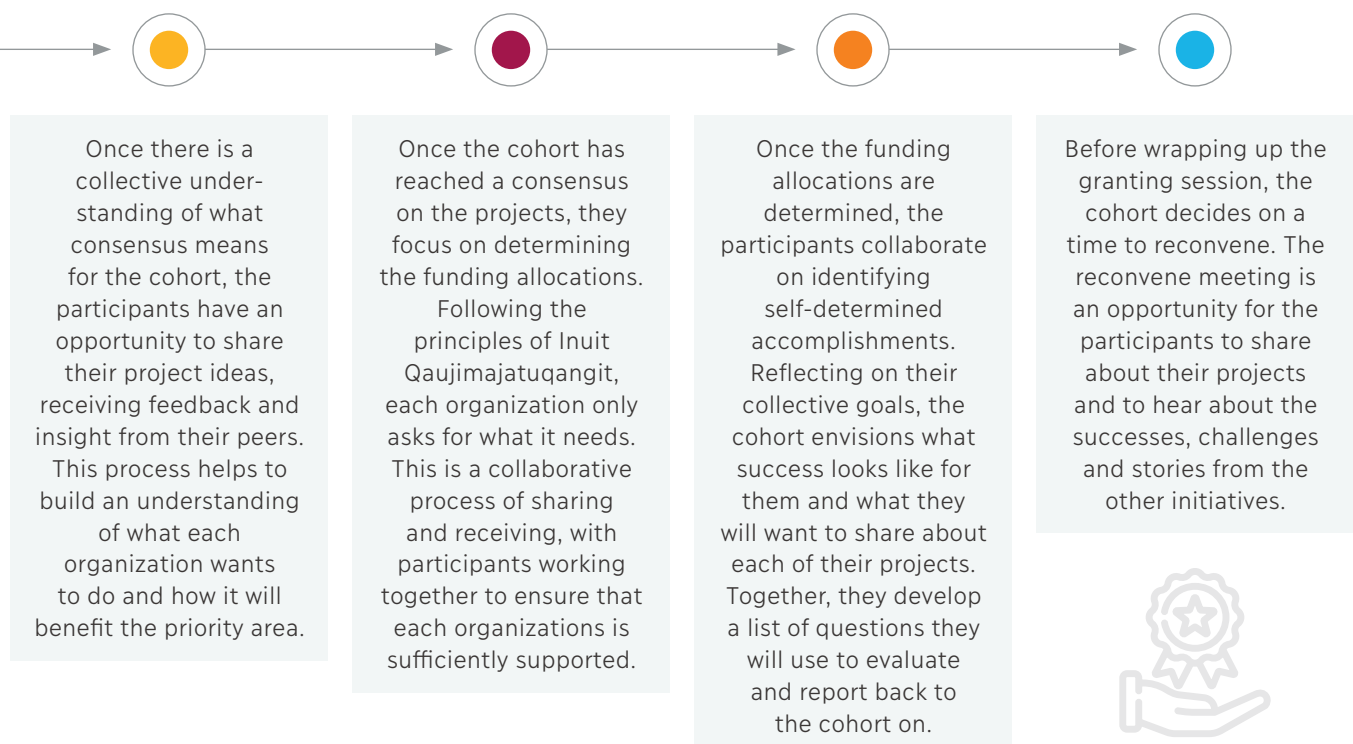 Once there is a
collective under-
standing of what
consensus means
for the cohort, the
participants have an
opportunity to share
their project ideas,
receiving feedback and
insight from their peers.
This process helps to
build an understanding
of what each
organization wants
to do and how it will
benefit the priority area.
Once the cohort has
reached a consensus
on the projects, they
focus on determining
the funding allocations.
Following the
principles of Inuit
Qaujimajatuqangit,
each organization only
asks for what it needs.
This is a collaborative
process of sharing
and receiving, with
participants working
together to ensure that
each organizations is
sufficiently supported.
Once the funding
allocations are
determined, the
participants collaborate
on identifying
self-determined
accomplishments.
Reflecting on their
collective goals, the
cohort envisions what
success looks like for
them and what they
will want to share about
each of their projects.
Together, they develop
a list of questions they
will use to evaluate
and report back to
the cohort on.
Before wrapping up the
granting session, the
cohort decides on a
time to reconvene. The
reconvene meeting is
an opportunity for the
participants to share
about their projects
and to hear about the
successes, challenges
and stories from the
other initiatives.